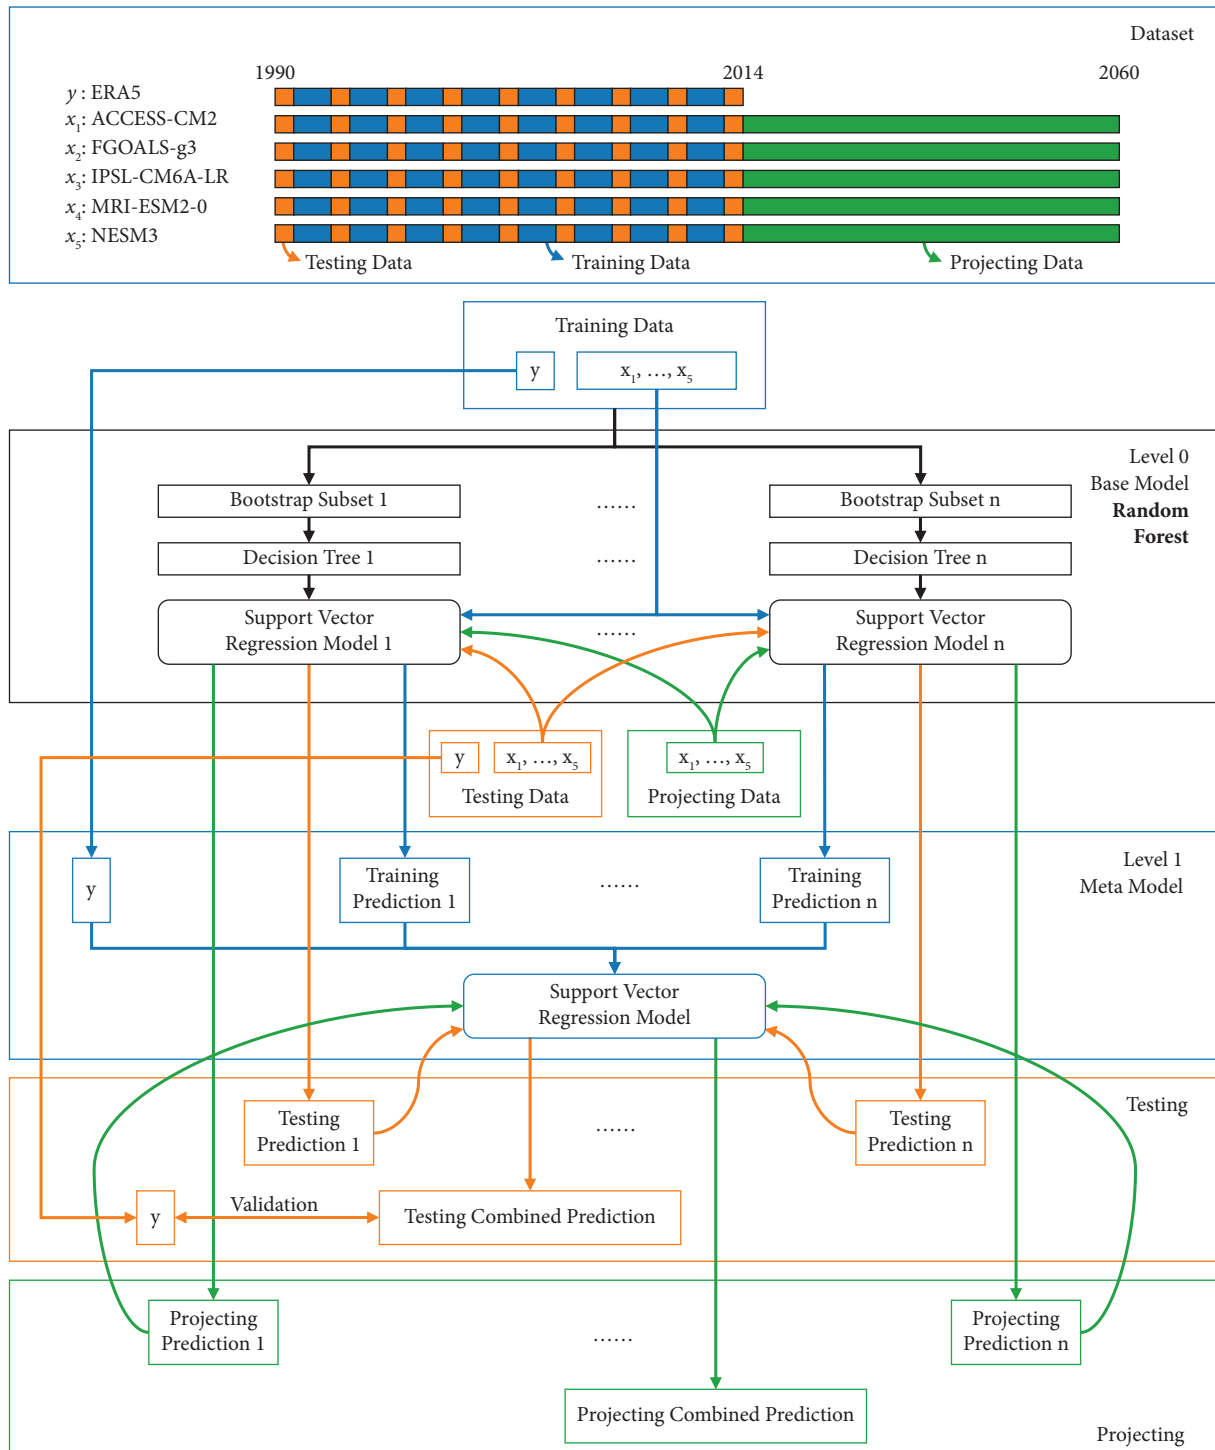 Dataset
1990 2014 2060
y: ERA5
x₁: ACCESS-CM2
x₂: FGOALS-g3
x₃: IPSL-CM6A-LR
x₄: MRI-ESM2-0
x₅: NESM3
Testing Data Training Data Projecting Data
Training Data
y x₁, …, x₅
Level 0
Base Model
Random
Forest
Bootstrap Subset 1 …… Bootstrap Subset n
Decision Tree 1 …… Decision Tree n
Support Vector
Regression Model 1
……
Support Vector
Regression Model n
y x₁, …, x₅
Testing Data
x₁, …, x₅
Projecting Data
Level 1
Meta Model
y
Training
Prediction 1
……
Training
Prediction n
Support Vector
Regression Model
Testing
Testing
Prediction 1
……
Testing
Prediction n
y Validation Testing Combined Prediction
Projecting
Prediction 1
……
Projecting
Prediction n
Projecting Combined Prediction
Projecting